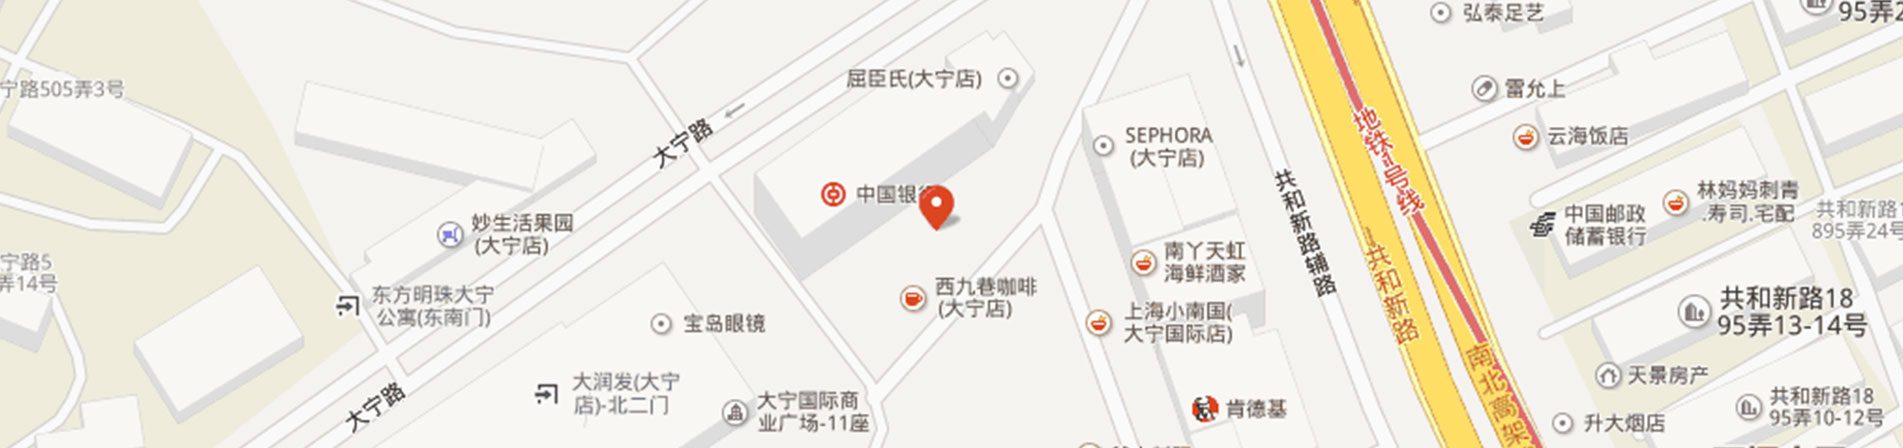 弘泰足艺
95弄2
宁路505弄3号
屈臣氏(大宁店)
雷允上
大宁路
SEPHORA
(大宁店)
地铁1号线
云海饭店
中国银行
林妈妈刺青
.寿司.宅配
妙生活果园
(大宁店)
共和新路辅路
中国邮政
储蓄银行
共和新路1
895弄24号
南丫天虹
海鲜酒家
宁路5
弄14号
共和新路
东方明珠大宁
公寓(东南门)
西九巷咖啡
(大宁店)
宝岛眼镜
上海小南国(
大宁国际店)
共和新路18
95弄13-14号
南北高架
大润发(大宁
店)-北二门
大宁路
大宁国际商
业广场-11座
肯德基
天景房产
升大烟店
共和新路18
95弄10-12号